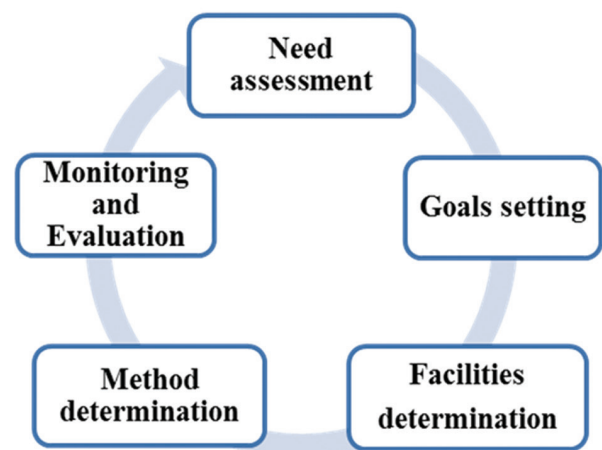 Need
assessment
Goals setting
Facilities
determination
Method
determination
Monitoring
and
Evaluation